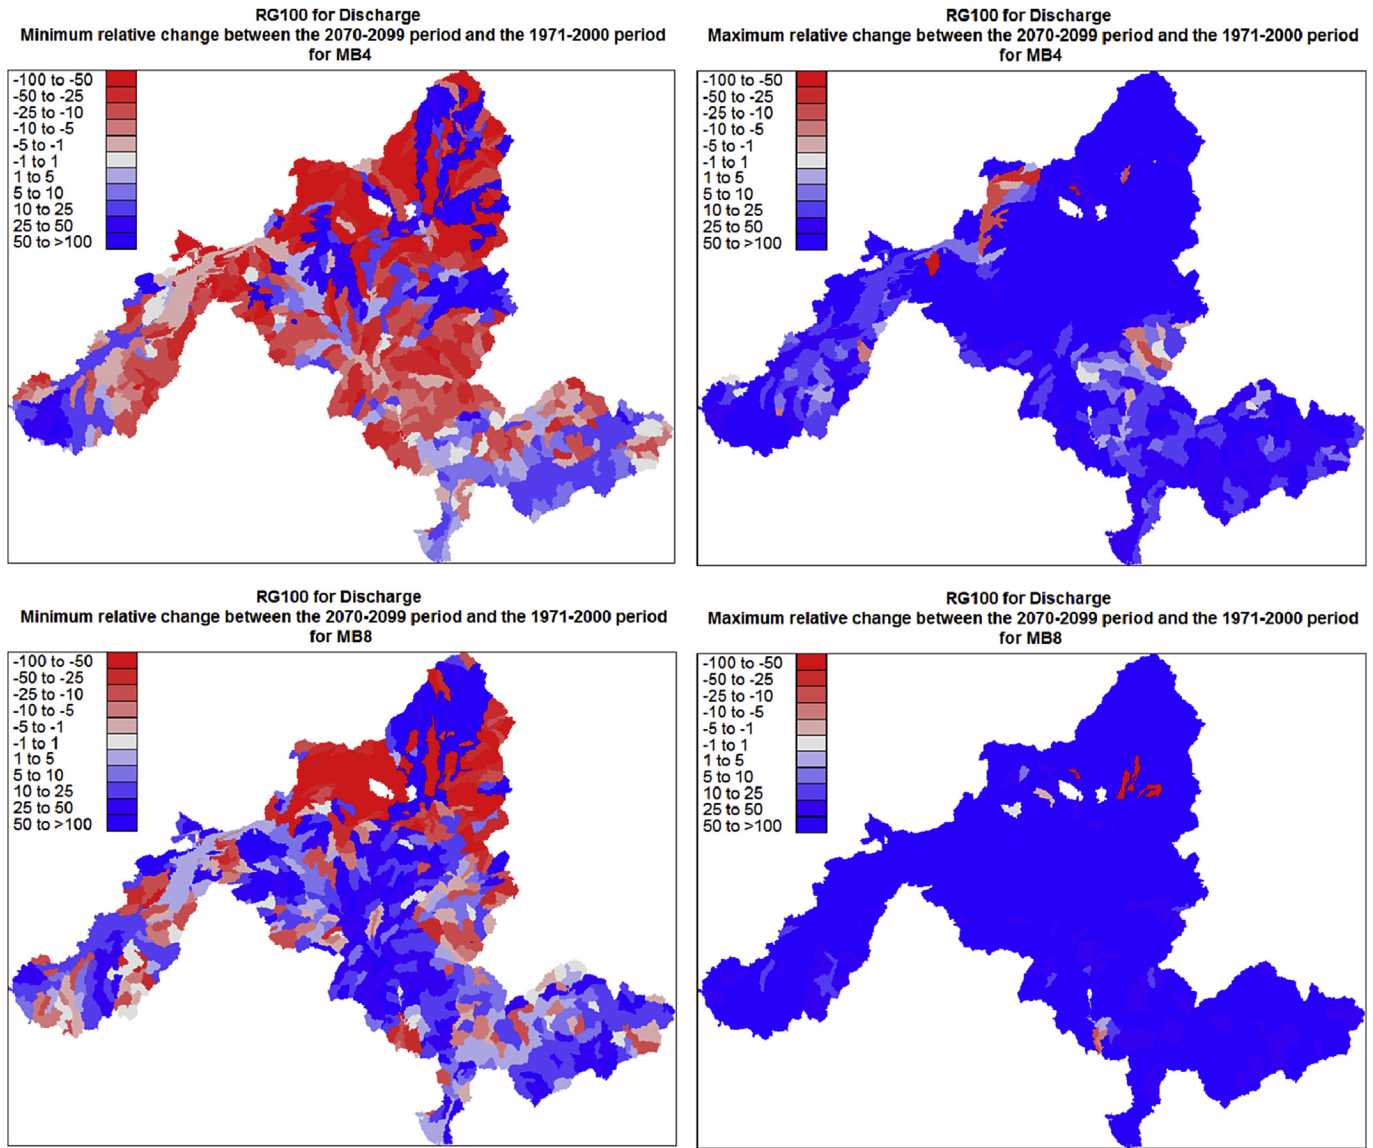 RG100 for Discharge
Minimum relative change between the 2070-2099 period and the 1971-2000 period
for MB4
-100 to -50
-50 to -25
-25 to -10
-10 to -5
-5 to -1
-1 to 1
1 to 5
5 to 10
10 to 25
25 to 50
50 to >100
RG100 for Discharge
Maximum relative change between the 2070-2099 period and the 1971-2000 period
for MB4
-100 to -50
-50 to -25
-25 to -10
-10 to -5
-5 to -1
-1 to 1
1 to 5
5 to 10
10 to 25
25 to 50
50 to >100
RG100 for Discharge
Minimum relative change between the 2070-2099 period and the 1971-2000 period
for MB8
-100 to -50
-50 to -25
-25 to -10
-10 to -5
-5 to -1
-1 to 1
1 to 5
5 to 10
10 to 25
25 to 50
50 to >100
RG100 for Discharge
Maximum relative change between the 2070-2099 period and the 1971-2000 period
for MB8
-100 to -50
-50 to -25
-25 to -10
-10 to -5
-5 to -1
-1 to 1
1 to 5
5 to 10
10 to 25
25 to 50
50 to >100